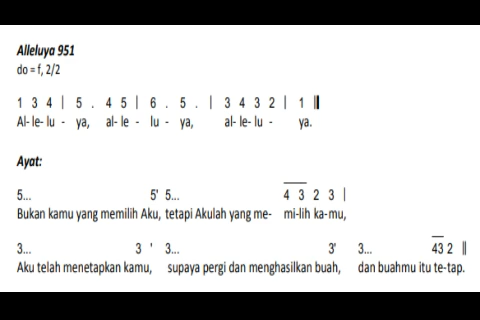 Alleluya 951
do = f, 2/2
1 3 4 | 5 . 4 5 | 6 . 5 . | 3 4 3 2 | 1 ||
Al- le- lu - ya, al- le - lu - ya, al- le-lu - ya.
Ayat:
5... 5' 5... 4 3 2 3 |
Bukan kamu yang memilih Aku, tetapi Akulah yang me- mi-lih ka-mu,
3... 3 ' 3... 3' 3... 43 2 ||
Aku telah menetapkan kamu, supaya pergi dan menghasilkan buah, dan buahmu itu te-tap.